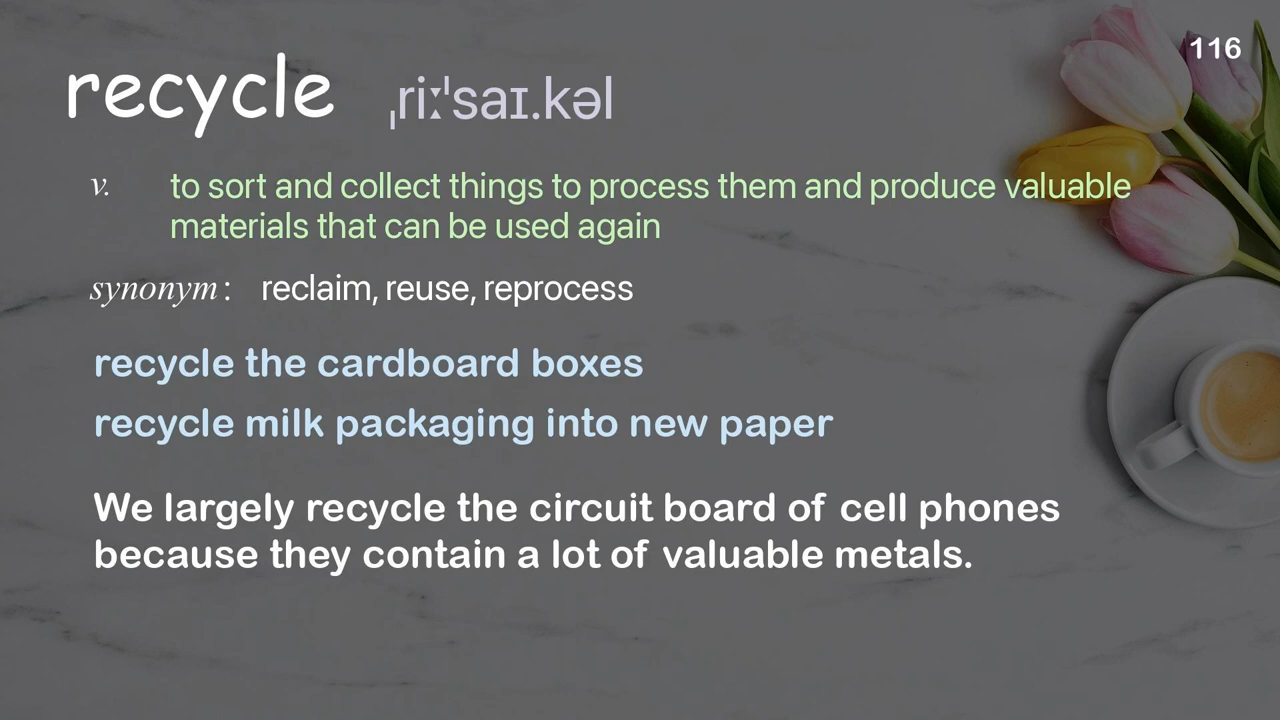 116
recycle ˌriːˈsaɪ.kəl
v. to sort and collect things to process them and produce valuable
materials that can be used again
synonym: reclaim, reuse, reprocess
recycle the cardboard boxes
recycle milk packaging into new paper
We largely recycle the circuit board of cell phones
because they contain a lot of valuable metals.